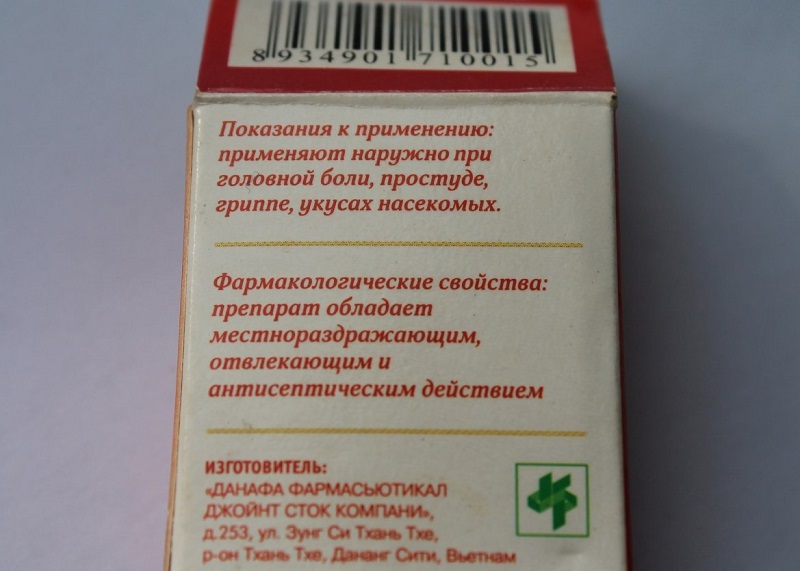 8934901 710015
Показания к применению:
применяют наружно при
головной боли, простуде,
гриппе, укусах насекомых.
Фармакологические свойства:
препарат обладает
местнораздражающим,
отвлекающим и
антисептическим действием
ИЗГОТОВИТЕЛЬ:
«ДАНАФА ФАРМАСЬЮТИКАЛ
ДЖОЙНТ СТОК КОМПАНИ»,
д.253, ул. Зунг Си Тхань Тхе,
р-он Тхань Тхе, Дананг Сити, Вьетнам